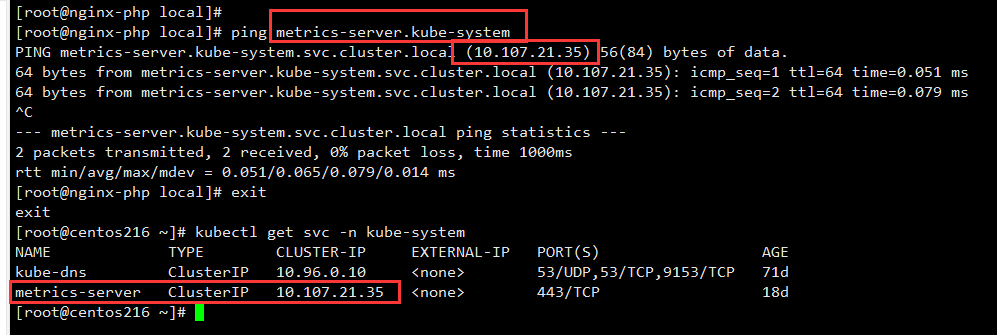 [root@nginx-php local]#
[root@nginx-php local]# ping metrics-server.kube-system
PING metrics-server.kube-system.svc.cluster.local (10.107.21.35) 56(84) bytes of data.
64 bytes from metrics-server.kube-system.svc.cluster.local (10.107.21.35): icmp_seq=1 ttl=64 time=0.051 ms
64 bytes from metrics-server.kube-system.svc.cluster.local (10.107.21.35): icmp_seq=2 ttl=64 time=0.079 ms
^C
--- metrics-server.kube-system.svc.cluster.local ping statistics ---
2 packets transmitted, 2 received, 0% packet loss, time 1000ms
rtt min/avg/max/mdev = 0.051/0.065/0.079/0.014 ms
[root@nginx-php local]# exit
exit
[root@centos216 ~]# kubectl get svc -n kube-system
NAME TYPE CLUSTER-IP EXTERNAL-IP PORT(S) AGE
kube-dns ClusterIP 10.96.0.10 <none> 53/UDP,53/TCP,9153/TCP 71d
metrics-server ClusterIP 10.107.21.35 <none> 443/TCP 18d
[root@centos216 ~]#